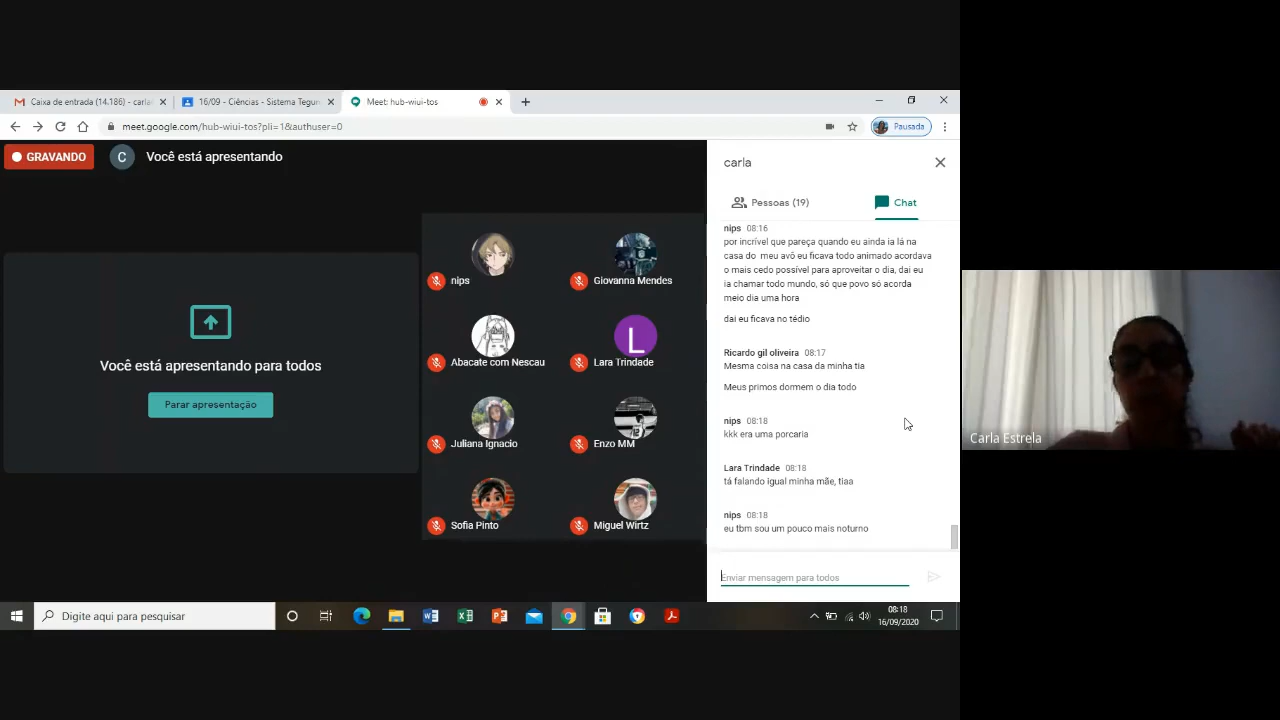 Caixa de entrada (14.186) - carla
16/09 - Ciências - Sistema Tegun
Meet: hub-wiui-tos
meet.google.com/hub-wiui-tos?pli=1&authuser=0
Pausada
GRAVANDO
C
Você está apresentando
carla
Pessoas (19)
Chat
Você está apresentando para todos
Parar apresentação
nips
Giovanna Mendes
Abacate com Nescau
L
Lara Trindade
Juliana Ignacio
Enzo MM
Sofia Pinto
Miguel Wirtz
nips 08:16
por incrível que pareça quando eu ainda ía lá na
casa do meu avô eu ficava todo animado acordava
o mais cedo possível para aproveitar o dia, dai eu
ia chamar todo mundo, só que povo só acorda
meio dia uma hora
dai eu ficava no tédio
Ricardo gil oliveira 08:17
Mesma coisa na casa da minha tia
Meus primos dormem o dia todo
nips 08:18
kkk era uma porcaria
Lara Trindade 08:18
tá falando igual minha mãe, tiaa
nips 08:18
eu tbm sou um pouco mais noturno
Enviar mensagem para todos
Carla Estrela
Digite aqui para pesquisar
08:18
16/09/2020